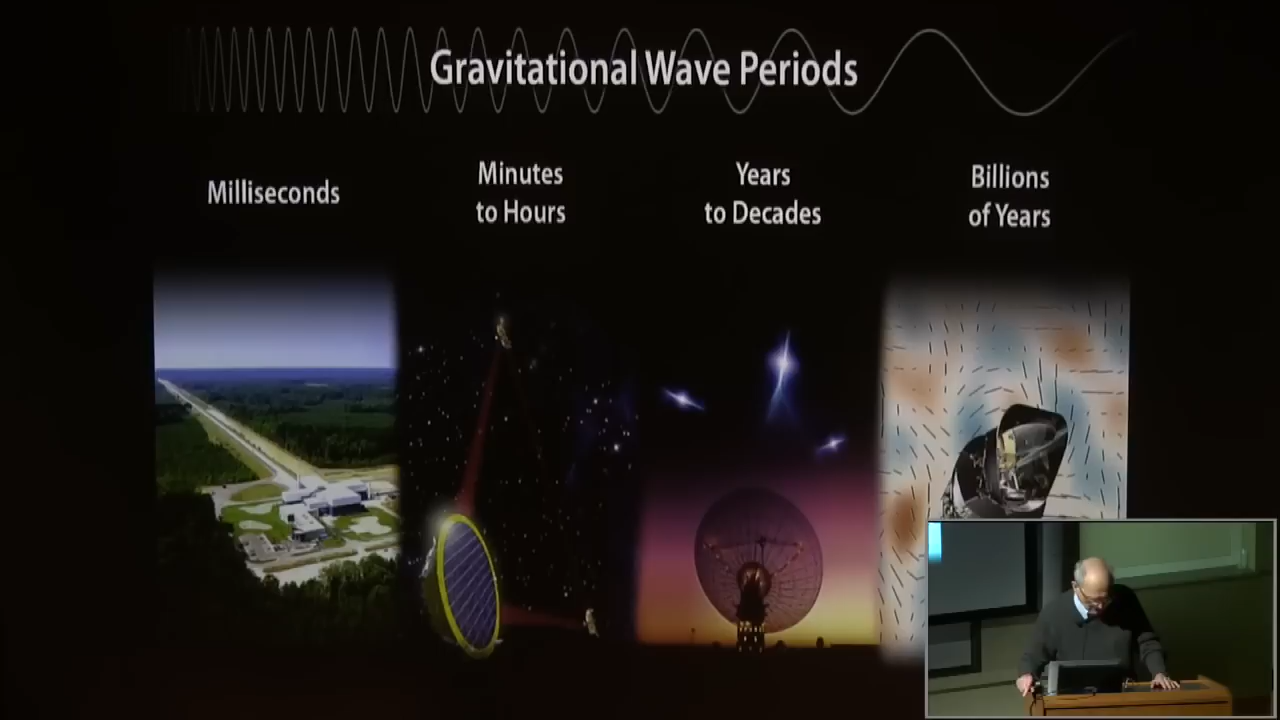 Gravitational Wave Periods
Milliseconds
Minutes
to Hours
Years
to Decades
Billions
of Years